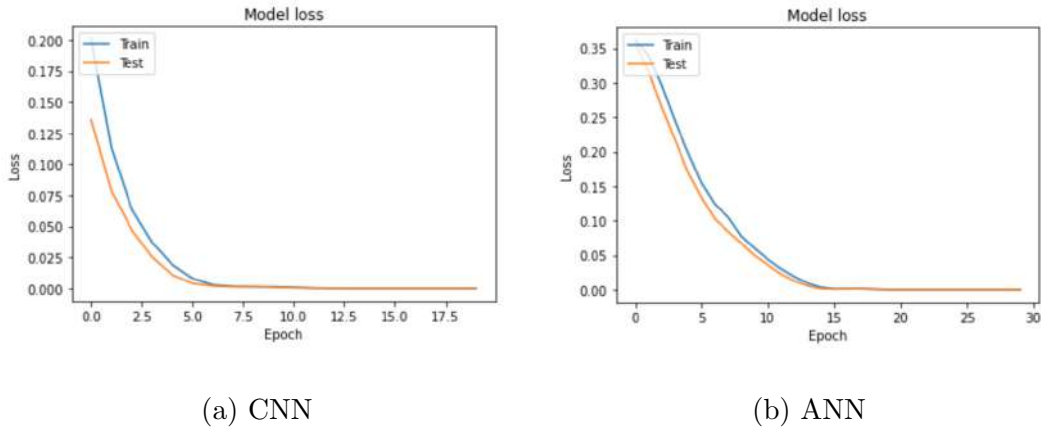 Model loss
Train
Test
0.200
0.175
0.150
0.125
0.100
0.075
0.050
0.025
0.000
Loss
0.0 2.5 5.0 7.5 10.0 12.5 15.0 17.5
Epoch
(a) CNN
Model loss
Train
Test
0.35
0.30
0.25
0.20
0.15
0.10
0.05
0.00
Loss
0 5 10 15 20 25 30
Epoch
(b) ANN